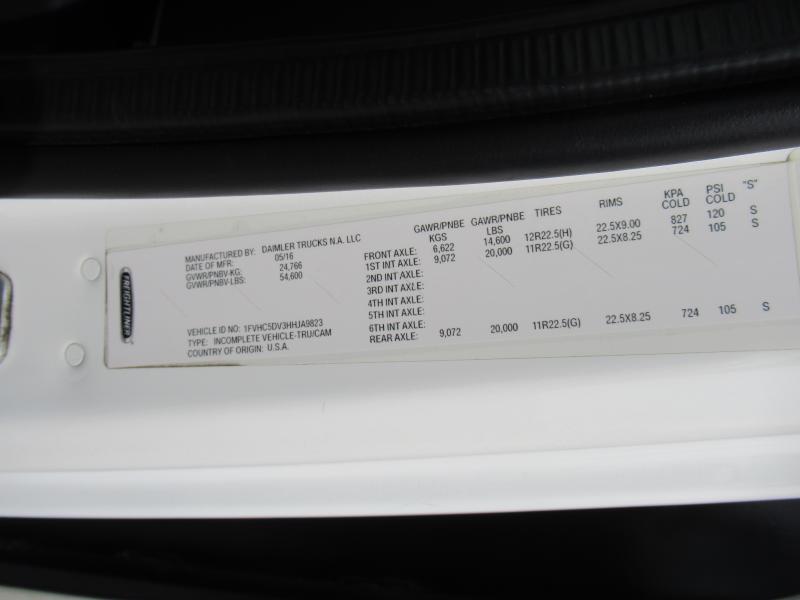 FREIGHTLINER
MANUFACTURED BY: DAIMLER TRUCKS N.A. LLC
DATE OF MFR: 05/16
GVWR/PNBV-KG: 24,766
GVWR/PNBV-LBS: 54,600
VEHICLE ID NO: 1FVHC5DV3HHJA9823
TYPE: INCOMPLETE VEHICLE-TRU/CAM
COUNTRY OF ORIGIN: U.S.A.
GAWR/PNBE KGS GAWR/PNBE LBS TIRES RIMS KPA COLD PSI COLD "S"
FRONT AXLE: 6,622 14,600 12R22.5(H) 22.5X9.00 827 120 S
1ST INT AXLE: 9,072 20,000 11R22.5(G) 22.5X8.25 724 105 S
2ND INT AXLE:
3RD INT AXLE:
4TH INT AXLE:
5TH INT AXLE:
6TH INT AXLE:
REAR AXLE: 9,072 20,000 11R22.5(G) 22.5X8.25 724 105 S